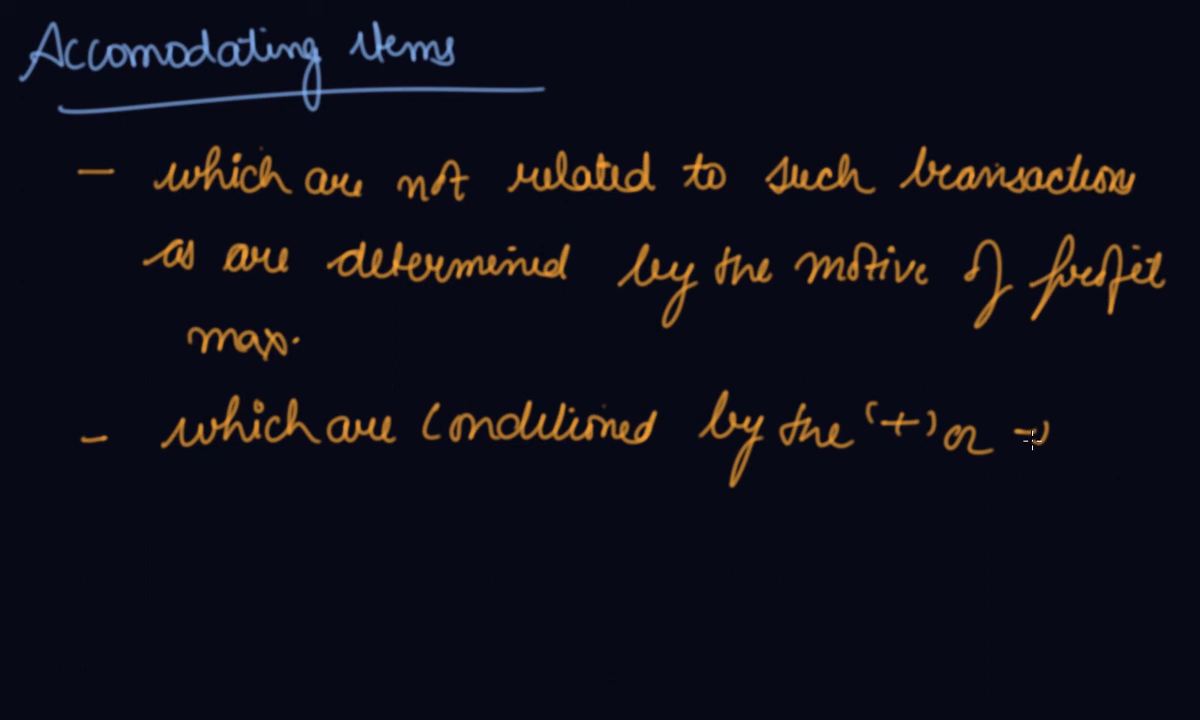 Accomodating items
– which are not related to such transaction
as are determined by the motive of profit
max.
– which are conditioned by the (+) or -)